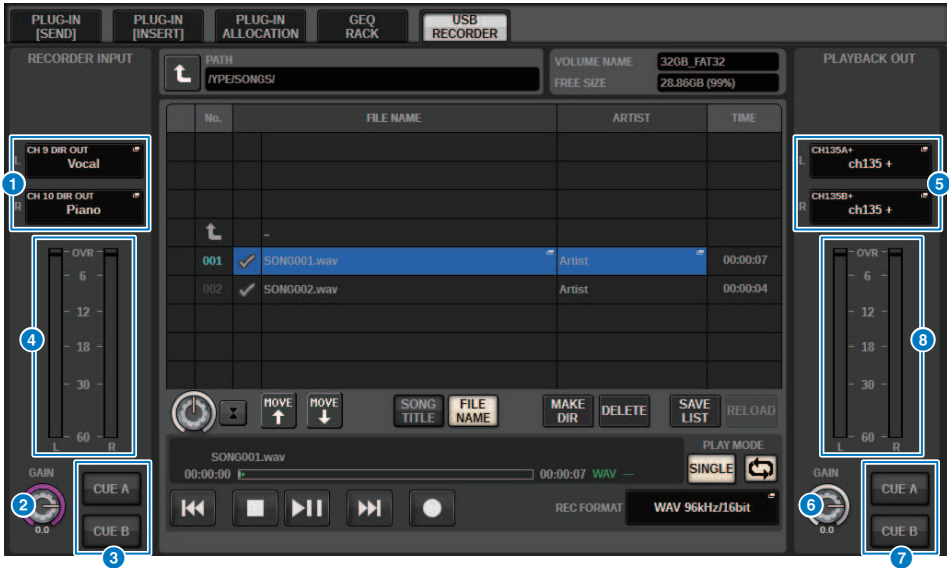 PLUG-IN [SEND]
PLUG-IN [INSERT]
PLUG-IN ALLOCATION
GEQ RACK
USB RECORDER
RECORDER INPUT
PATH
/YPE/SONGS/
VOLUME NAME 32GB_FAT32
FREE SIZE 28.86GB (99%)
PLAYBACK OUT
No. FILE NAME ARTIST TIME
–
001 SONG001.wav Artist 00:00:07
002 SONG002.wav Artist 00:00:04
1
CH 9 DIR OUT
L Vocal
CH 10 DIR OUT
R Piano
4
OVR
6
12
18
30
60
L R
GAIN
2
0.0
CUE A
CUE B
3
MOVE
MOVE
SONG TITLE
FILE NAME
MAKE DIR
DELETE
SAVE LIST
RELOAD
SONG001.wav
00:00:00 00:00:07 WAV —
PLAY MODE
SINGLE
REC FORMAT WAV 96kHz/16bit
5
CH135A+
L ch135 +
CH135B+
R ch135 +
8
OVR
6
12
18
30
60
L R
GAIN
6
0.0
CUE A
CUE B
7